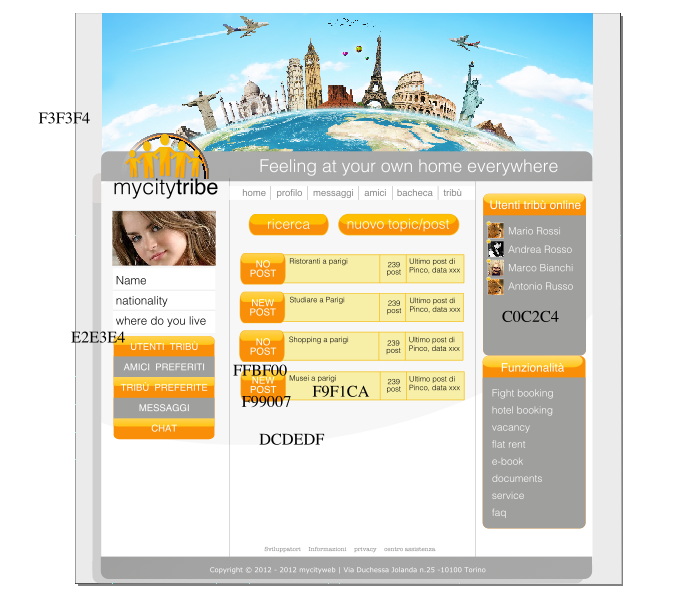 F3F3F4
Feeling at your own home everywhere
mycitytribe
home profilo messaggi amici bacheca tribù
ricerca nuovo topic/post
Utenti tribù online
Mario Rossi
Andrea Rosso
Marco Bianchi
Antonio Russo
C0C2C4
Name
nationality
where do you live
E2E3E4
UTENTI TRIBÙ
AMICI PREFERITI
TRIBÙ PREFERITE
MESSAGGI
CHAT
NO POST Ristoranti a parigi 239 post Ultimo post di Pinco, data xxx
NEW POST Studiare a Parigi 239 post Ultimo post di Pinco, data xxx
NO POST Shopping a parigi 239 post Ultimo post di Pinco, data xxx
FFBF00
NEW POST Musei a parigi 239 post Ultimo post di Pinco, data xxx
F9F1CA
F99007
DCDEDF
Funzionalità
Fight booking
hotel booking
vacancy
flat rent
e-book
documents
service
faq
Sviluppatori Informazioni privacy centro assistenza
Copyright © 2012 - 2012 mycityweb | Via Duchessa Jolanda n.25 -10100 Torino